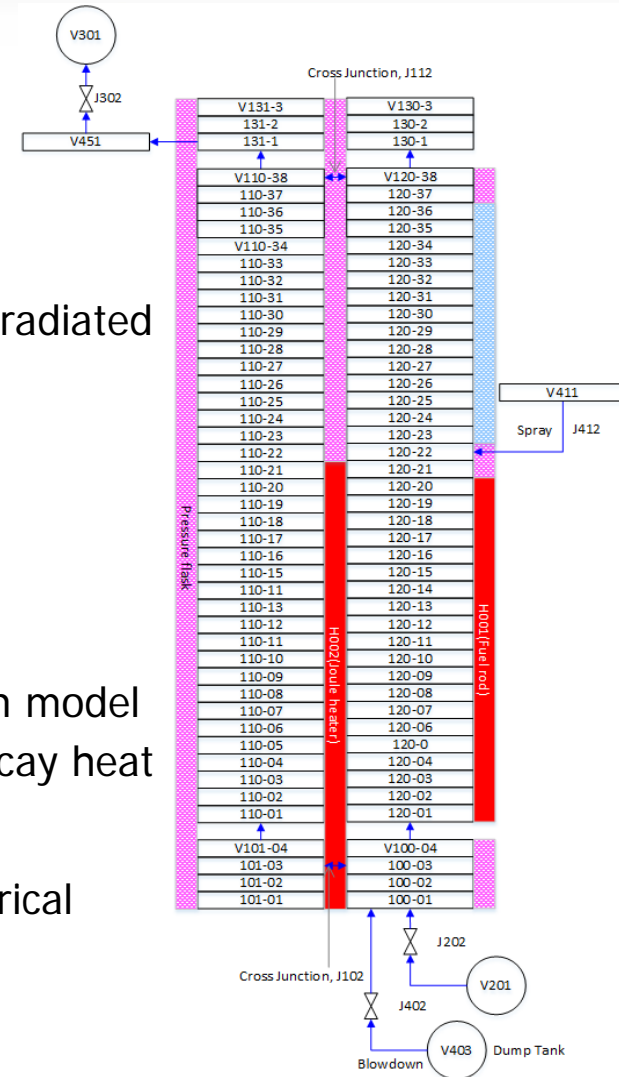 V301
Cross Junction, J112
J302
V131-3 V130-3
131-2 130-2
V451 131-1 130-1
V110-38 V120-38
110-37 120-37
110-36 120-36
110-35 120-35
V110-34 120-34
110-33 120-33
110-32 120-32
110-31 120-31
radiated 110-30 120-30
110-29 120-29
110-28 120-28
110-27 120-27
110-26 120-26
110-25 120-25 V411
110-24 120-24
110-23 120-23 Spray J412
110-22 120-22
110-21 120-21
110-20 120-20
110-19 120-19
110-18 120-18
110-17 120-17
110-16 120-16
110-15 120-15
110-11 120-14
110-13 120-13
110-12 120-12
110-11 120-11
110-10 120-10
110-09 120-09
110-08 120-08
n model 110-07 120-07
110-06 120-06
110-05 120-0
cay heat 110-04 120-04
110-03 120-03
110-02 120-02
110-01 120-01
Pressure flask
H002(Joule heater)
H001(Fuel rod)
V101-04 V100-04
101-03 100-03
101-02 100-02
rical 101-01 100-01
J202
Cross Junction, J102
V201
J402
V403 Dump Tank
Blowdown